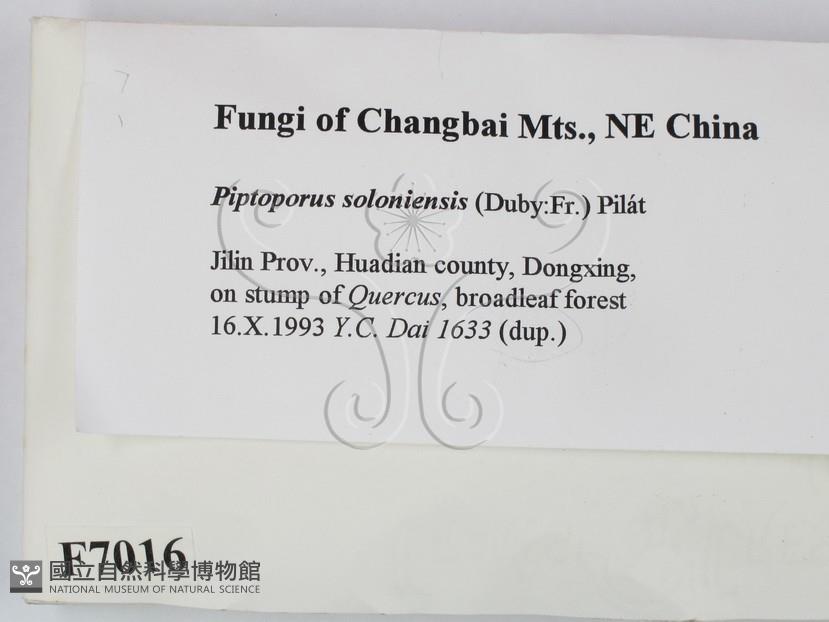 Fungi of Changbai Mts., NE China
Piptoporus soloniensis (Duby:Fr.) Pilát
Jilin Prov., Huadian county, Dongxing,
on stump of Quercus, broadleaf forest
16.X.1993 Y.C. Dai 1633 (dup.)
F7016
國立自然科學博物館
NATIONAL MUSEUM OF NATURAL SCIENCE